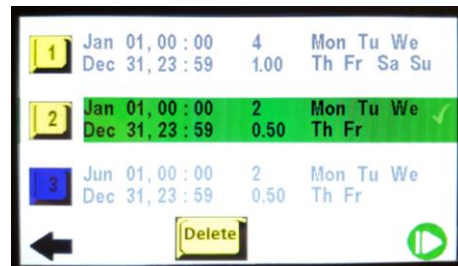 1 Jan 01, 00 : 00 4 Mon Tu We
Dec 31, 23 : 59 1.00 Th Fr Sa Su
2 Jan 01, 00 : 00 2 Mon Tu We
Dec 31, 23 : 59 0.50 Th Fr
3 Jun 01, 00 : 00 2 Mon Tu We
Dec 31, 23 : 59 0.50 Th Fr
Delete